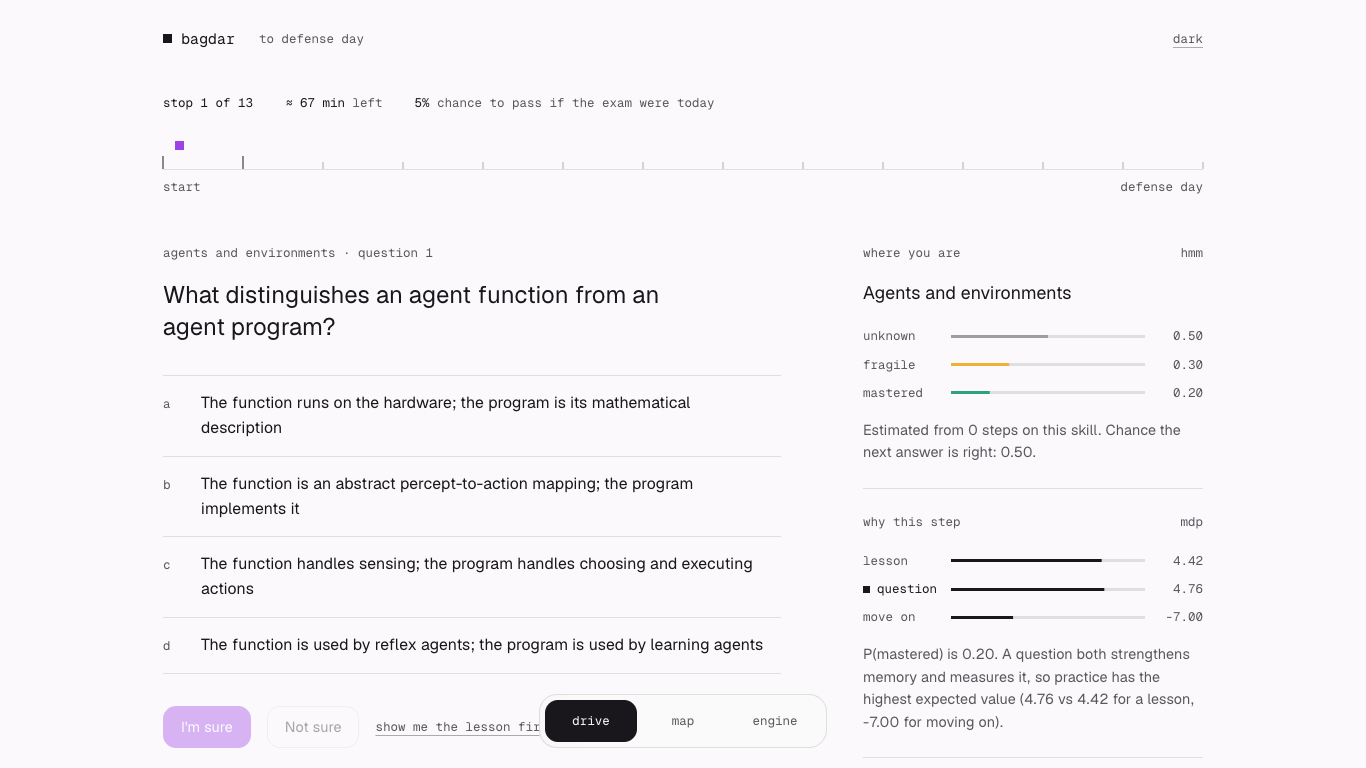 bagdar to defense day dark
stop 1 of 13 ≈ 67 min left 5% chance to pass if the exam were today
start defense day
agents and environments · question 1
What distinguishes an agent function from an
agent program?
a The function runs on the hardware; the program is its mathematical
description
b The function is an abstract percept-to-action mapping; the program
implements it
c The function handles sensing; the program handles choosing and executing
actions
d The function is used by reflex agents; the program is used by learning agents
I'm sure Not sure show me the lesson fir
drive map engine
where you are hmm
Agents and environments
unknown 0.50
fragile 0.30
mastered 0.20
Estimated from 0 steps on this skill. Chance the
next answer is right: 0.50.
why this step mdp
lesson 4.42
question 4.76
move on -7.00
P(mastered) is 0.20. A question both strengthens
memory and measures it, so practice has the
highest expected value (4.76 vs 4.42 for a lesson,
-7.00 for moving on).